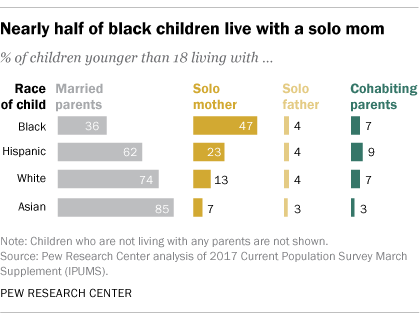 Nearly half of black children live with a solo mom
% of children younger than 18 living with ...
Race of child Married parents Solo mother Solo father Cohabiting parents
Black 36 47 4 7
Hispanic 62 23 4 9
White 74 13 4 7
Asian 85 7 3 3
Note: Children who are not living with any parents are not shown.
Source: Pew Research Center analysis of 2017 Current Population Survey March
Supplement (IPUMS).
PEW RESEARCH CENTER